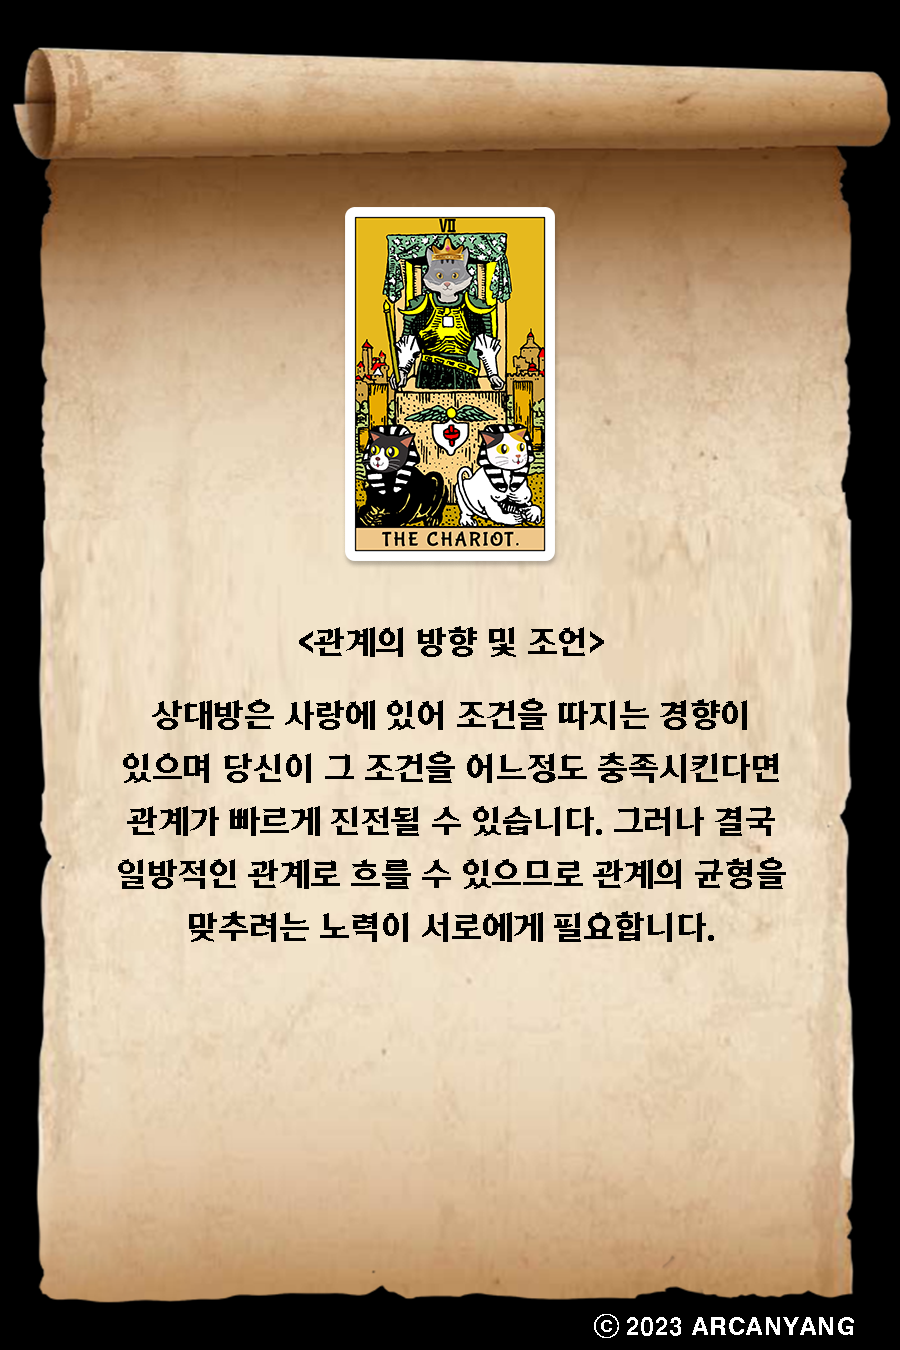 VII
THE CHARIOT.
<관계의 방향 및 조언>
상대방은 사랑에 있어 조건을 따지는 경향이
있으며 당신이 그 조건을 어느정도 충족시킨다면
관계가 빠르게 진전될 수 있습니다. 그러나 결국
일방적인 관계로 흐를 수 있으므로 관계의 균형을
맞추려는 노력이 서로에게 필요합니다.
ⓒ 2023 ARCANYANG